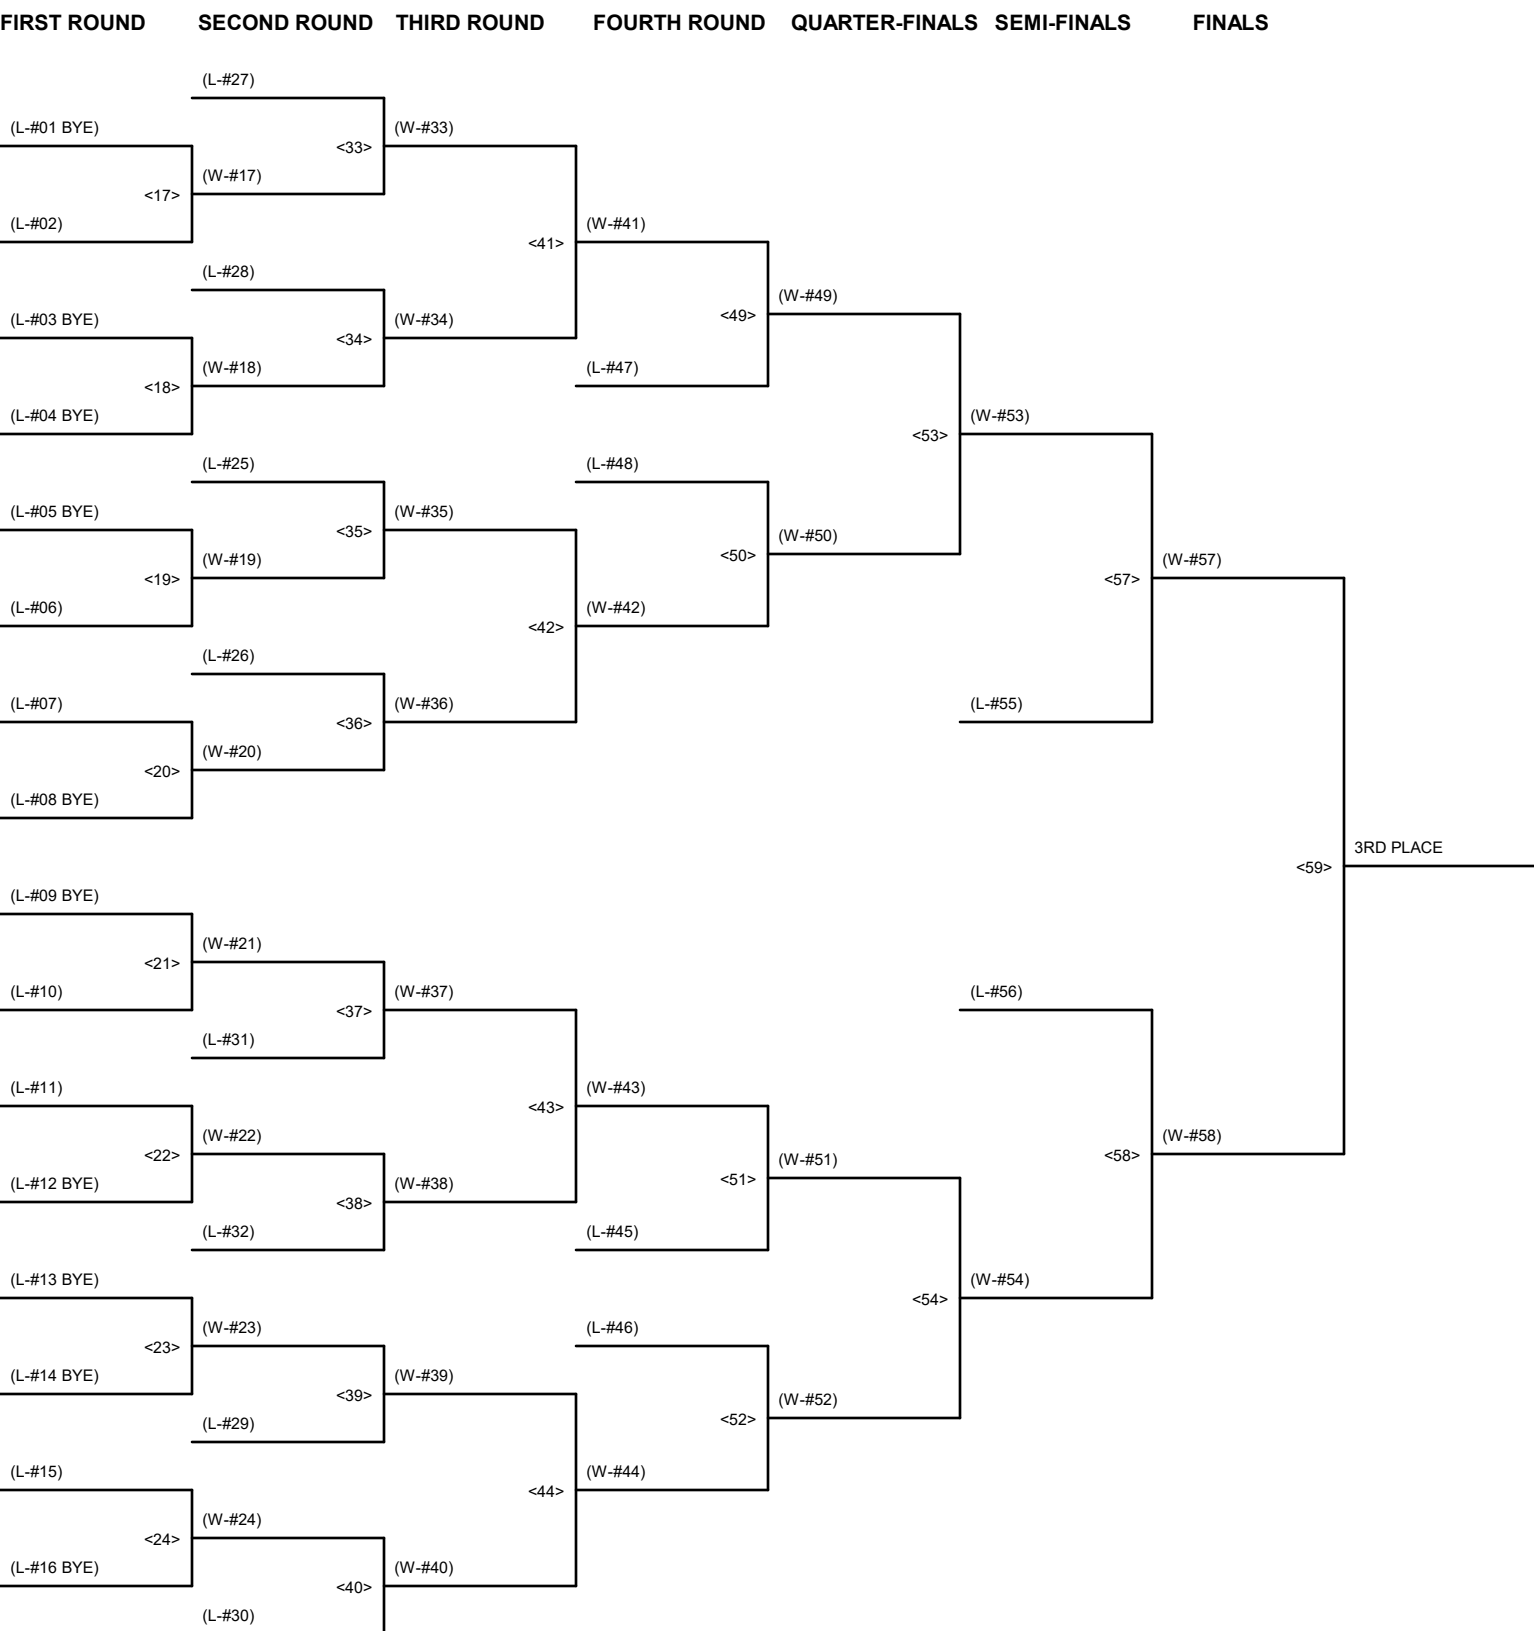 FIRST ROUND SECOND ROUND THIRD ROUND FOURTH ROUND QUARTER-FINALS SEMI-FINALS FINALS
(L-#27)
(L-#01 BYE) (W-#33)
<33>
(W-#17)
<17>
(L-#02) (W-#41)
<41>
(L-#28)
(W-#49)
<49>
(L-#03 BYE) (W-#34)
<34>
(W-#18) (L-#47)
<18>
(L-#04 BYE) (W-#53)
<53>
(L-#25) (L-#48)
(L-#05 BYE) (W-#35)
<35>
(W-#50)
<50>
(W-#19) (W-#57)
<19> <57>
(L-#06) (W-#42)
<42>
(L-#26)
(L-#07) (W-#36) (L-#55)
<36>
(W-#20)
<20>
(L-#08 BYE)
3RD PLACE
<59>
(L-#09 BYE)
(W-#21)
<21>
(L-#10) (W-#37) (L-#56)
<37>
(L-#31)
(L-#11) (W-#43)
<43>
(W-#22) (W-#58)
<22> <58>
(W-#51)
<51>
(L-#12 BYE) (W-#38)
<38>
(L-#32) (L-#45)
(L-#13 BYE) (W-#54)
<54>
(W-#23) (L-#46)
<23>
(L-#14 BYE) (W-#39)
<39>
(W-#52)
<52>
(L-#29)
(L-#15) (W-#44)
<44>
(W-#24)
<24>
(L-#16 BYE) (W-#40)
<40>
(L-#30)